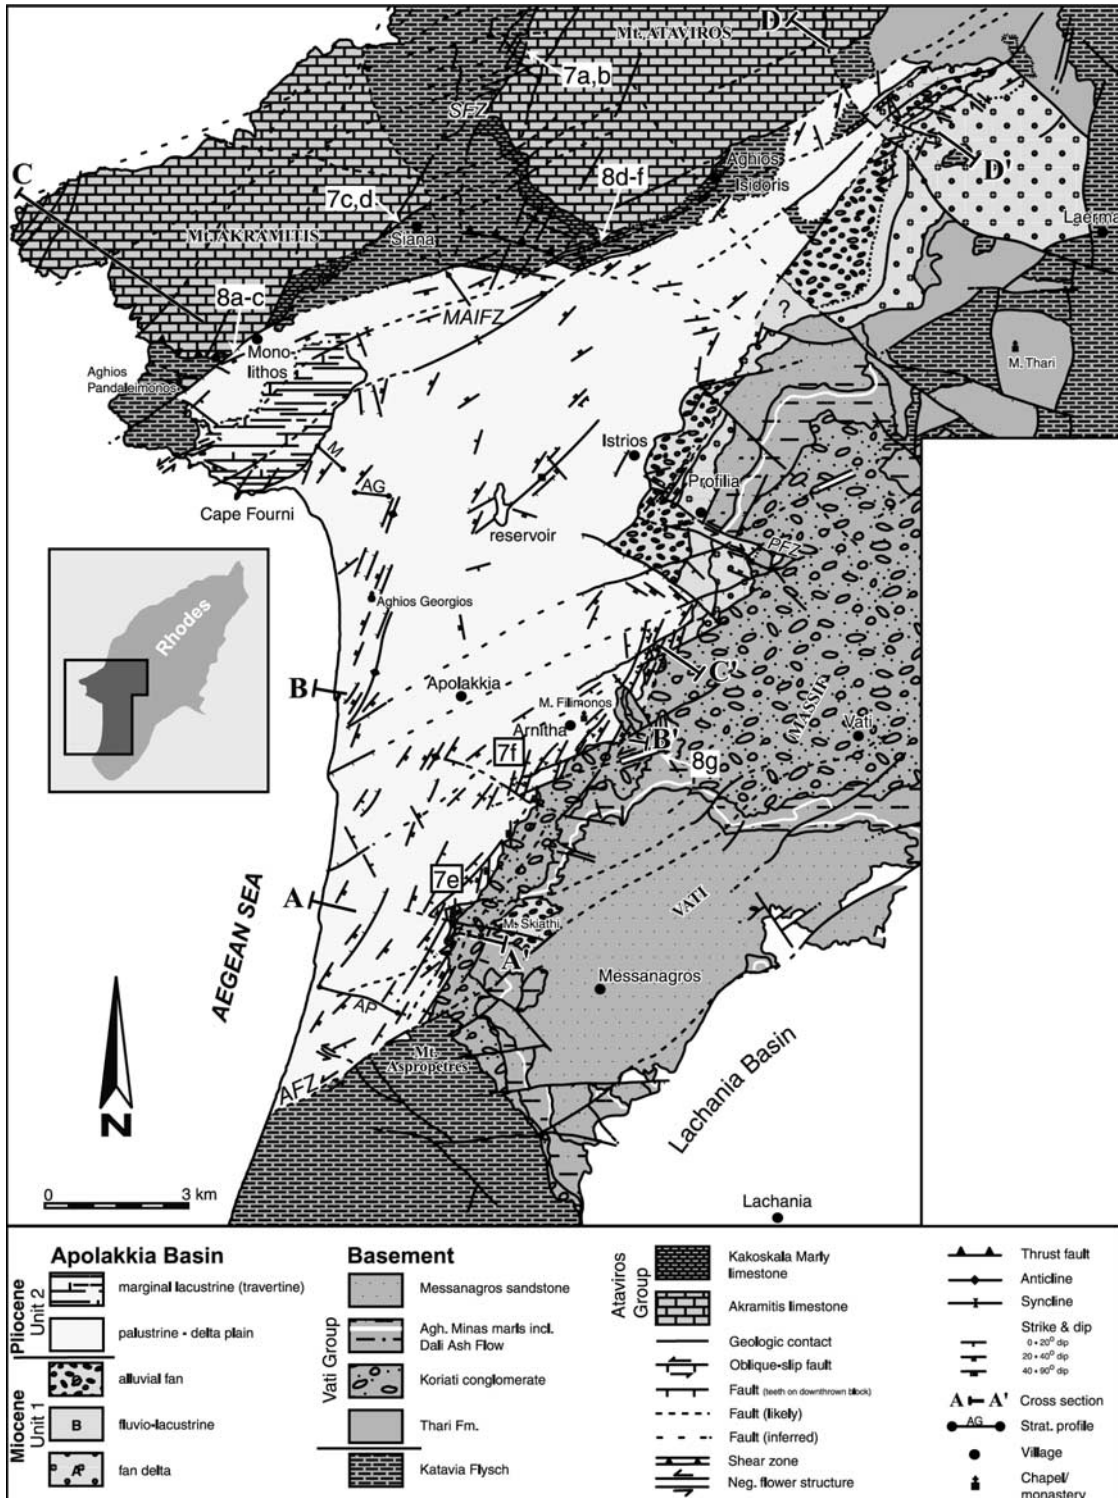 D
Mt. ATAVIROS
7a,b
SFZ
C
Aghios
Isidoris
D'
8d-f
7c,d
Siana
Laerma
Mt. AKRAMITIS
8a-c
MAIFZ
?
Mono-
lithos
M. Thari
Aghios
Pandaleimonos
Istrios
M
AG
Profilia
Cape Fourni
reservoir
PFZ
Rhodes
Aghios Georgios
C'
B
Apolakkia
M. Filimonos
MASSIF
Arnitha
Vati
B'
7f
8g
7e
A
VATI
M. Skiathi
A'
AEGEAN SEA
Messanagros
AP
Mt.
Aspropetres
AFZ
Lachania Basin
N
0
3 km
Lachania
Apolakkia Basin
Pliocene
Unit 2
marginal lacustrine (travertine)
palustrine - delta plain
Miocene
Unit 1
alluvial fan
B
fluvio-lacustrine
A
fan delta
Basement
Vati Group
Messanagros sandstone
Agh. Minas marls incl.
Dali Ash Flow
Koriati conglomerate
Thari Fm.
Katavia Flysch
Ataviros
Group
Kakoskala Marly
limestone
Akramitis limestone
Geologic contact
Oblique-slip fault
Fault (teeth on downthrown block)
Fault (likely)
Fault (inferred)
Shear zone
Neg. flower structure
Thrust fault
Anticline
Syncline
Strike & dip
0 - 20° dip
20 - 40° dip
40 - 90° dip
A A' Cross section
AG Strat. profile
Village
Chapel/
monastery